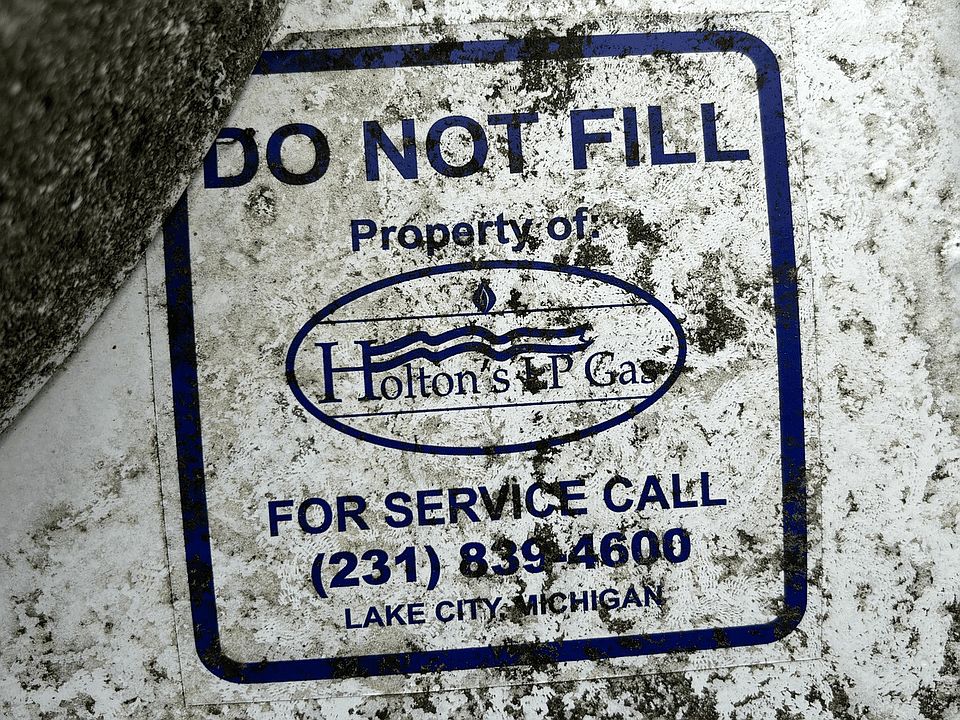 DO NOT FILL
Property of:
Holton's LP Gas
FOR SERVICE CALL
(231) 839-4600
LAKE CITY, MICHIGAN